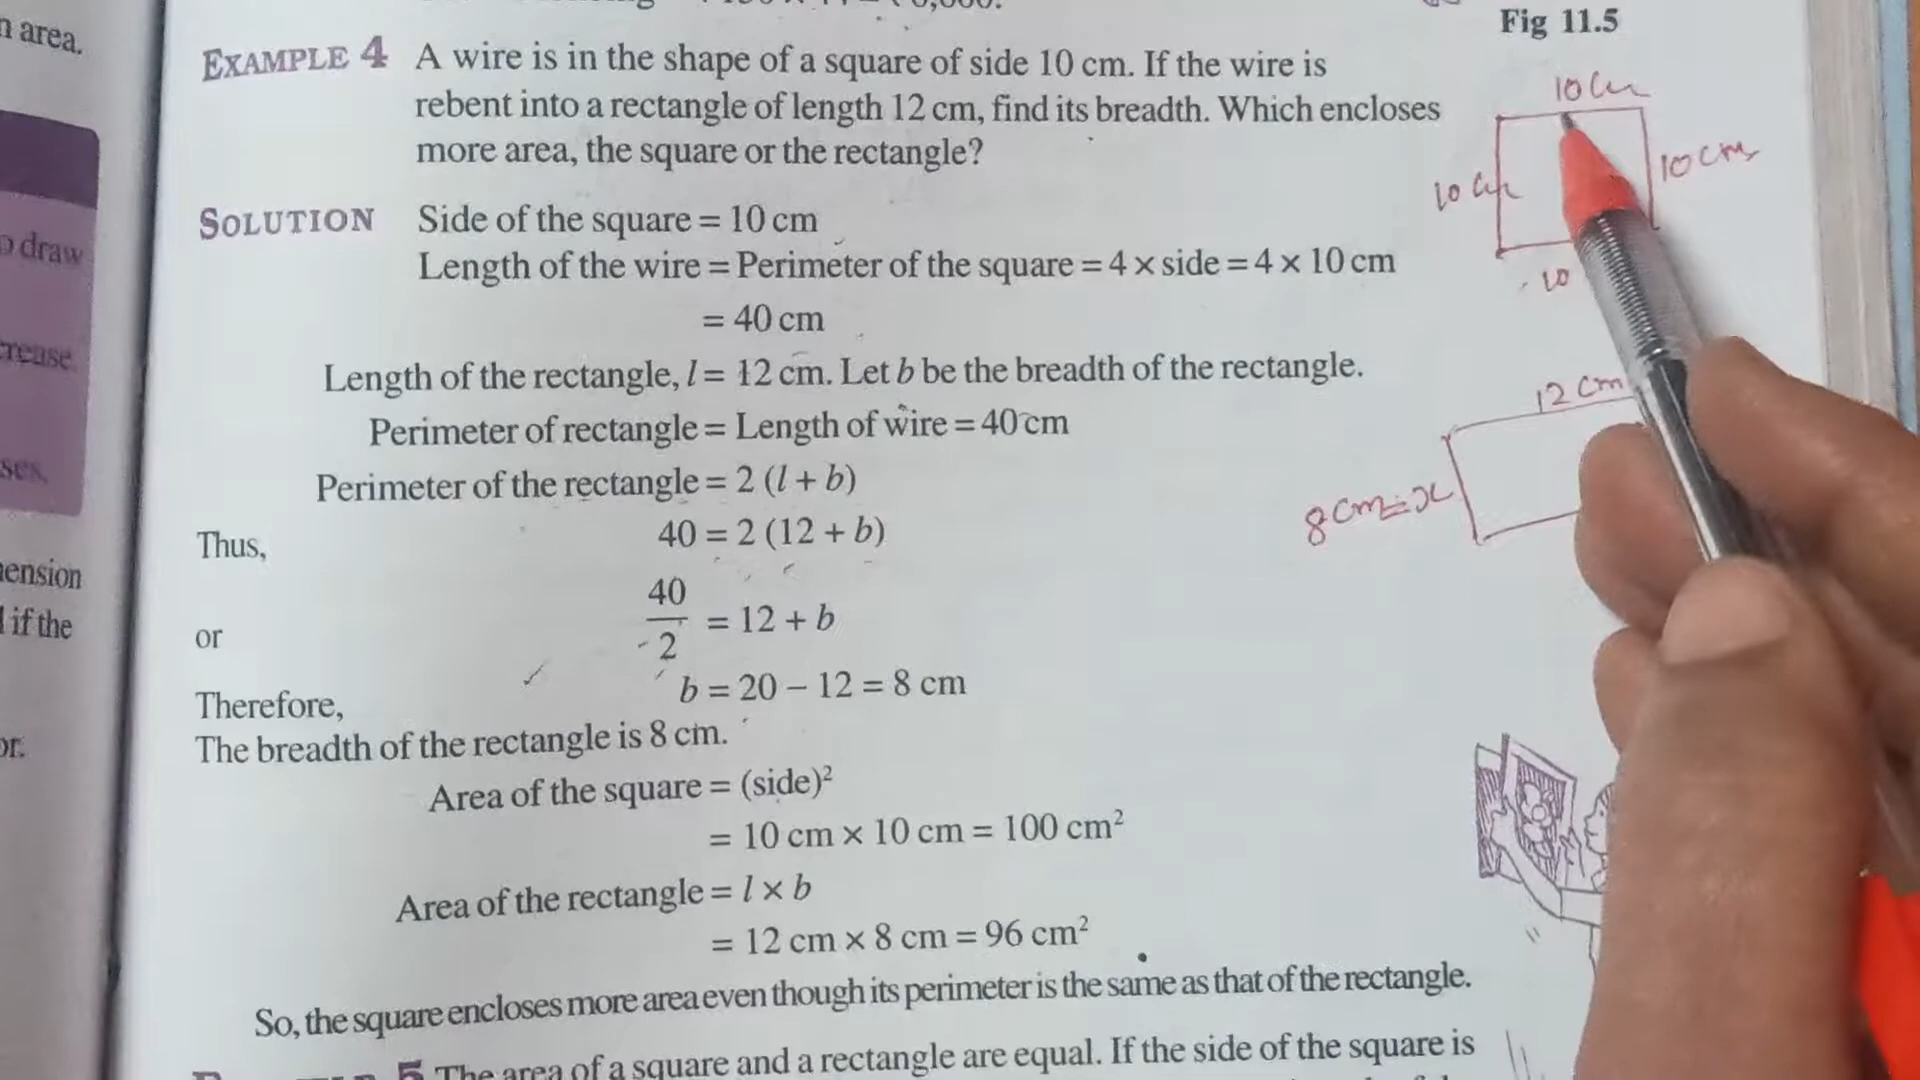 area.
Fig 11.5
EXAMPLE 4 A wire is in the shape of a square of side 10 cm. If the wire is
rebent into a rectangle of length 12 cm, find its breadth. Which encloses
more area, the square or the rectangle?
10 cm
10 cm
10 cm
10
SOLUTION Side of the square = 10 cm
Length of the wire = Perimeter of the square = 4 × side = 4 × 10 cm
= 40 cm
Length of the rectangle, l = 12 cm. Let b be the breadth of the rectangle.
Perimeter of rectangle = Length of wire = 40 cm
Perimeter of the rectangle = 2 (l + b)
12 cm
8 cm = x
Thus, 40 = 2 (12 + b)
or 40/2 = 12 + b
Therefore, b = 20 – 12 = 8 cm
The breadth of the rectangle is 8 cm.
Area of the square = (side)²
= 10 cm × 10 cm = 100 cm²
Area of the rectangle = l × b
= 12 cm × 8 cm = 96 cm²
So, the square encloses more area even though its perimeter is the same as that of the rectangle.
5 The area of a square and a rectangle are equal. If the side of the square is
draw
if the